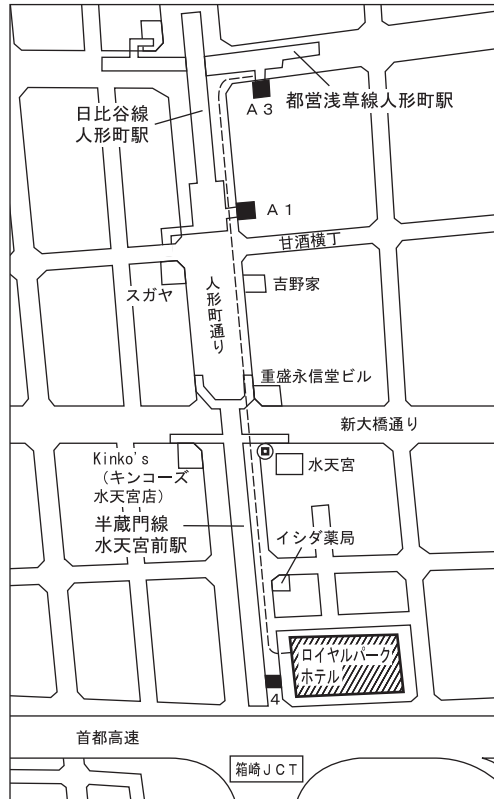 日比谷線
人形町駅
都営浅草線人形町駅
A3
A1
甘酒横丁
スガヤ
人形町通り
吉野家
重盛永信堂ビル
新大橋通り
Kinko's
(キンコーズ
水天宮店)
水天宮
半蔵門線
水天宮前駅
イシダ薬局
ロイヤルパーク
ホテル
4
首都高速
箱崎JCT